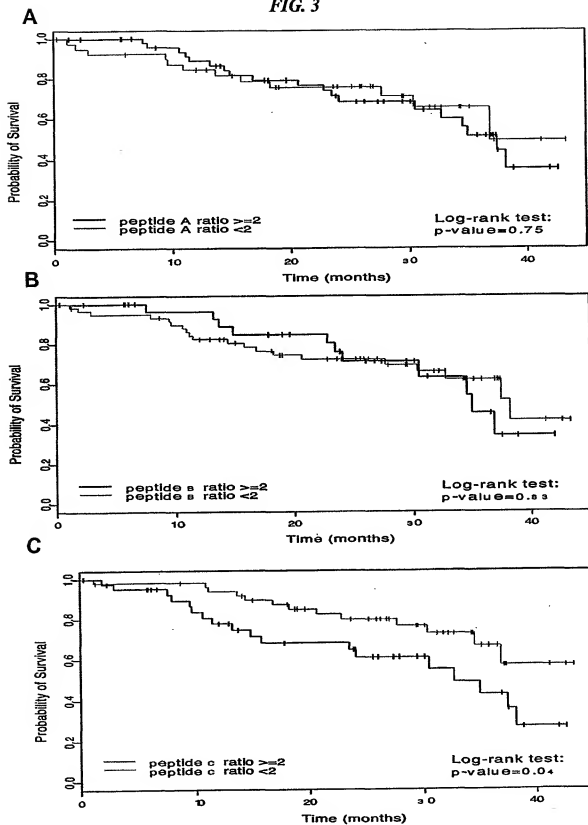 FIG. 3
A
Probability of Survival
1.0
0.8
0.6
0.4
0.2
0.0
peptide A ratio >=2
peptide A ratio <2
Log-rank test:
p-value=0.75
10
20
30
40
Time (months)
B
Probability of Survival
1.0
0.8
0.6
0.4
0.2
0.0
peptide B ratio >=2
peptide B ratio <2
Log-rank test:
p-value=0.83
0
10
20
30
40
Time (months)
C
Probability of Survival
1.0
0.8
0.6
0.4
0.2
0.0
peptide C ratio >=2
peptide C ratio <2
Log-rank test:
p-value=0.04
0
10
20
30
40
Time (months)